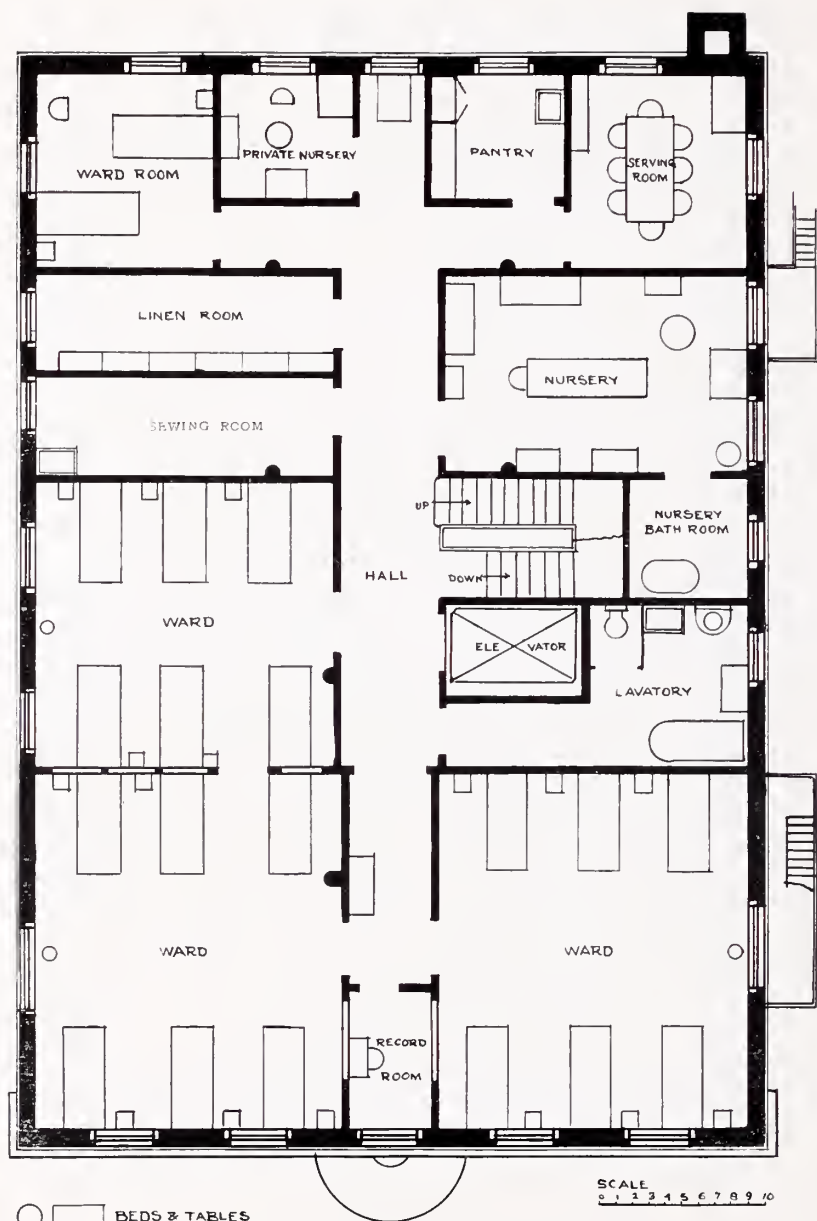 WARD ROOM
PRIVATE NURSERY
PANTRY
SERVING
ROOM
LINEN ROOM
NURSERY
SEWING ROOM
UP
NURSERY
BATH ROOM
HALL
DOWN
WARD
ELE VATOR
LAVATORY
WARD
WARD
RECORD
ROOM
SCALE
0 1 2 3 4 5 6 7 8 9 10
BEDS & TABLES